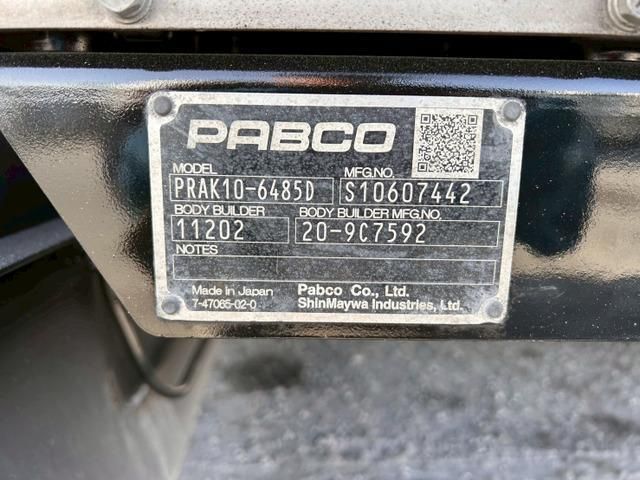 PABCO
MODEL MFG.NO.
PRAK10-6485D S10607442
BODY BUILDER BODY BUILDER MFG.NO.
11202 20-9C7592
NOTES
Made in Japan Pabco Co., Ltd.
7-47065-02-0 ShinMaywa Industries, Ltd.